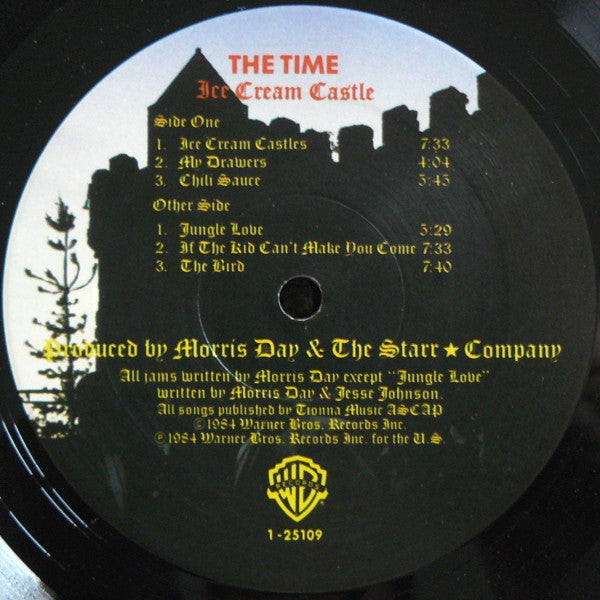 THE TIME
Ice Cream Castle
Side One
1. Ice Cream Castles 7:33
2. My Drawers 4:04
3. Chili Sauce 5:45
Other Side
1. Jungle Love 5:29
2. If The Kid Can't Make You Come 7:33
3. The Bird 7:40
Produced by Morris Day & The Starr ★ Company
All jams written by Morris Day except "Jungle Love"
written by Morris Day & Jesse Johnson.
All songs published by Tionna Music ASCAP
©1984 Warner Bros. Records Inc.
℗1984 Warner Bros. Records Inc. for the U.S.
WB
RECORDS
1-25109